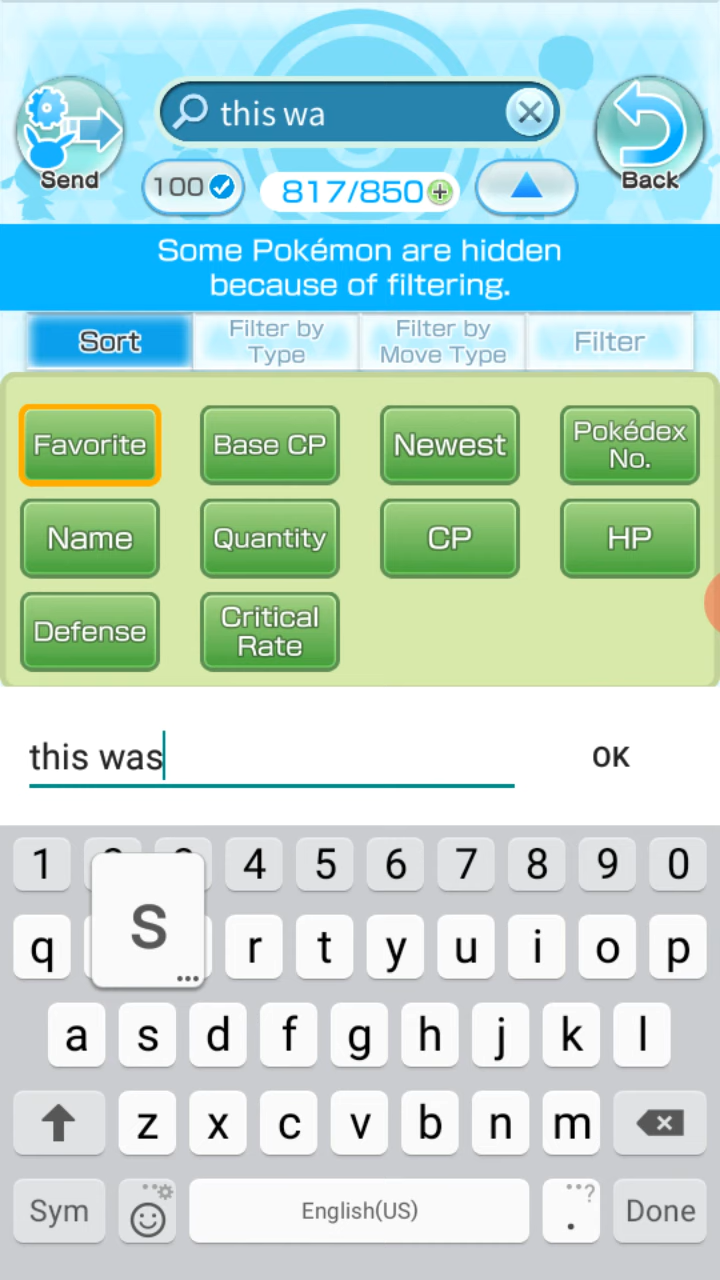 this wa
Send
Back
100
817/850
Some Pokémon are hidden
because of filtering.
Sort
Filter by
Type
Filter by
Move Type
Filter
Favorite
Base CP
Newest
Pokédex
No.
Name
Quantity
CP
HP
Defense
Critical
Rate
this was
OK
1 4 5 6 7 8 9 0
S
q r t y u i o p
a s d f g h j k l
z x c v b n m
Sym
English(US)
. ?
Done